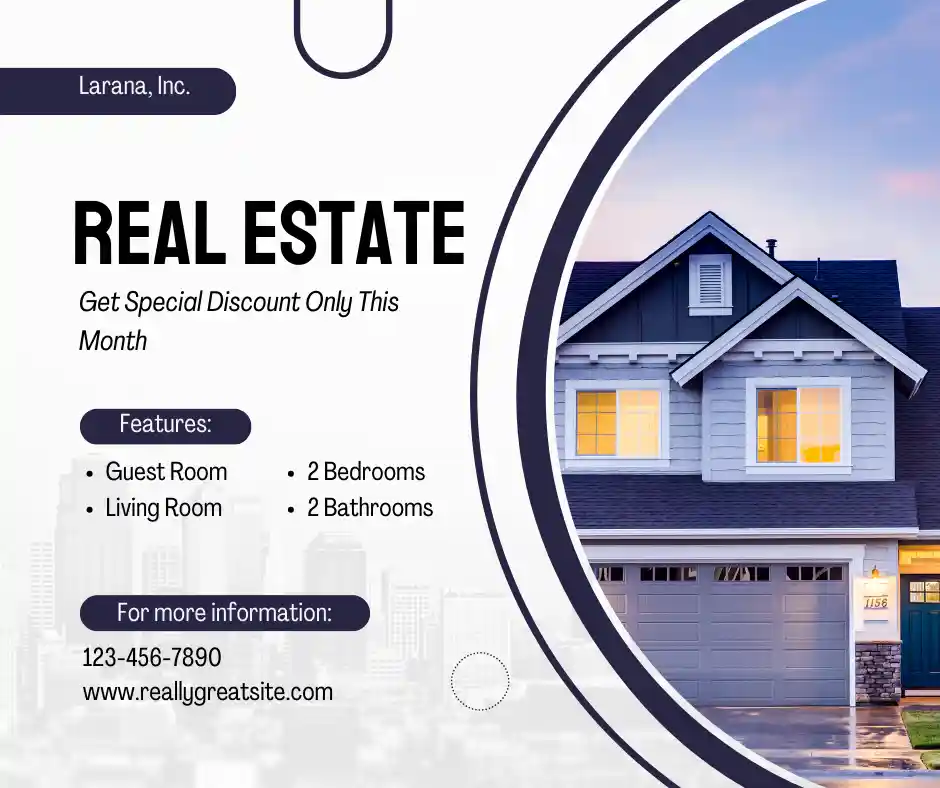 Larana, Inc.
REAL ESTATE
Get Special Discount Only This
Month
Features:
• Guest Room
• Living Room
• 2 Bedrooms
• 2 Bathrooms
For more information:
123-456-7890
www.reallygreatsite.com
1156